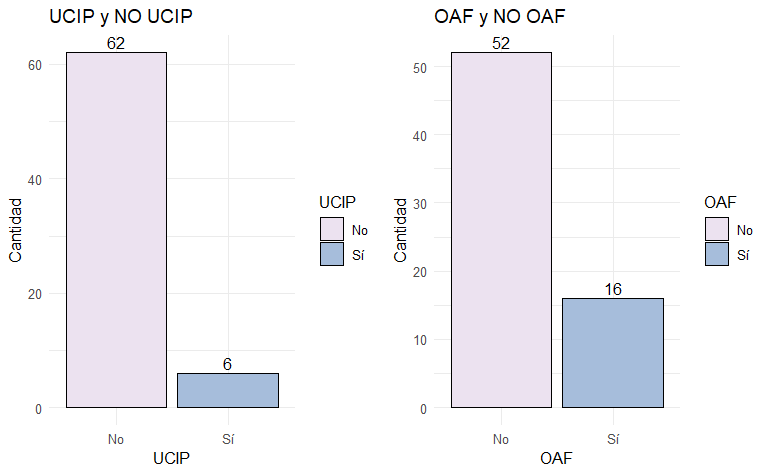 UCIP y NO UCIP
62
60
40
20
0
6
No
Sí
UCIP
Cantidad
UCIP
No
Sí
OAF y NO OAF
52
50
40
30
20
10
0
16
No
Sí
OAF
Cantidad
OAF
No
Sí